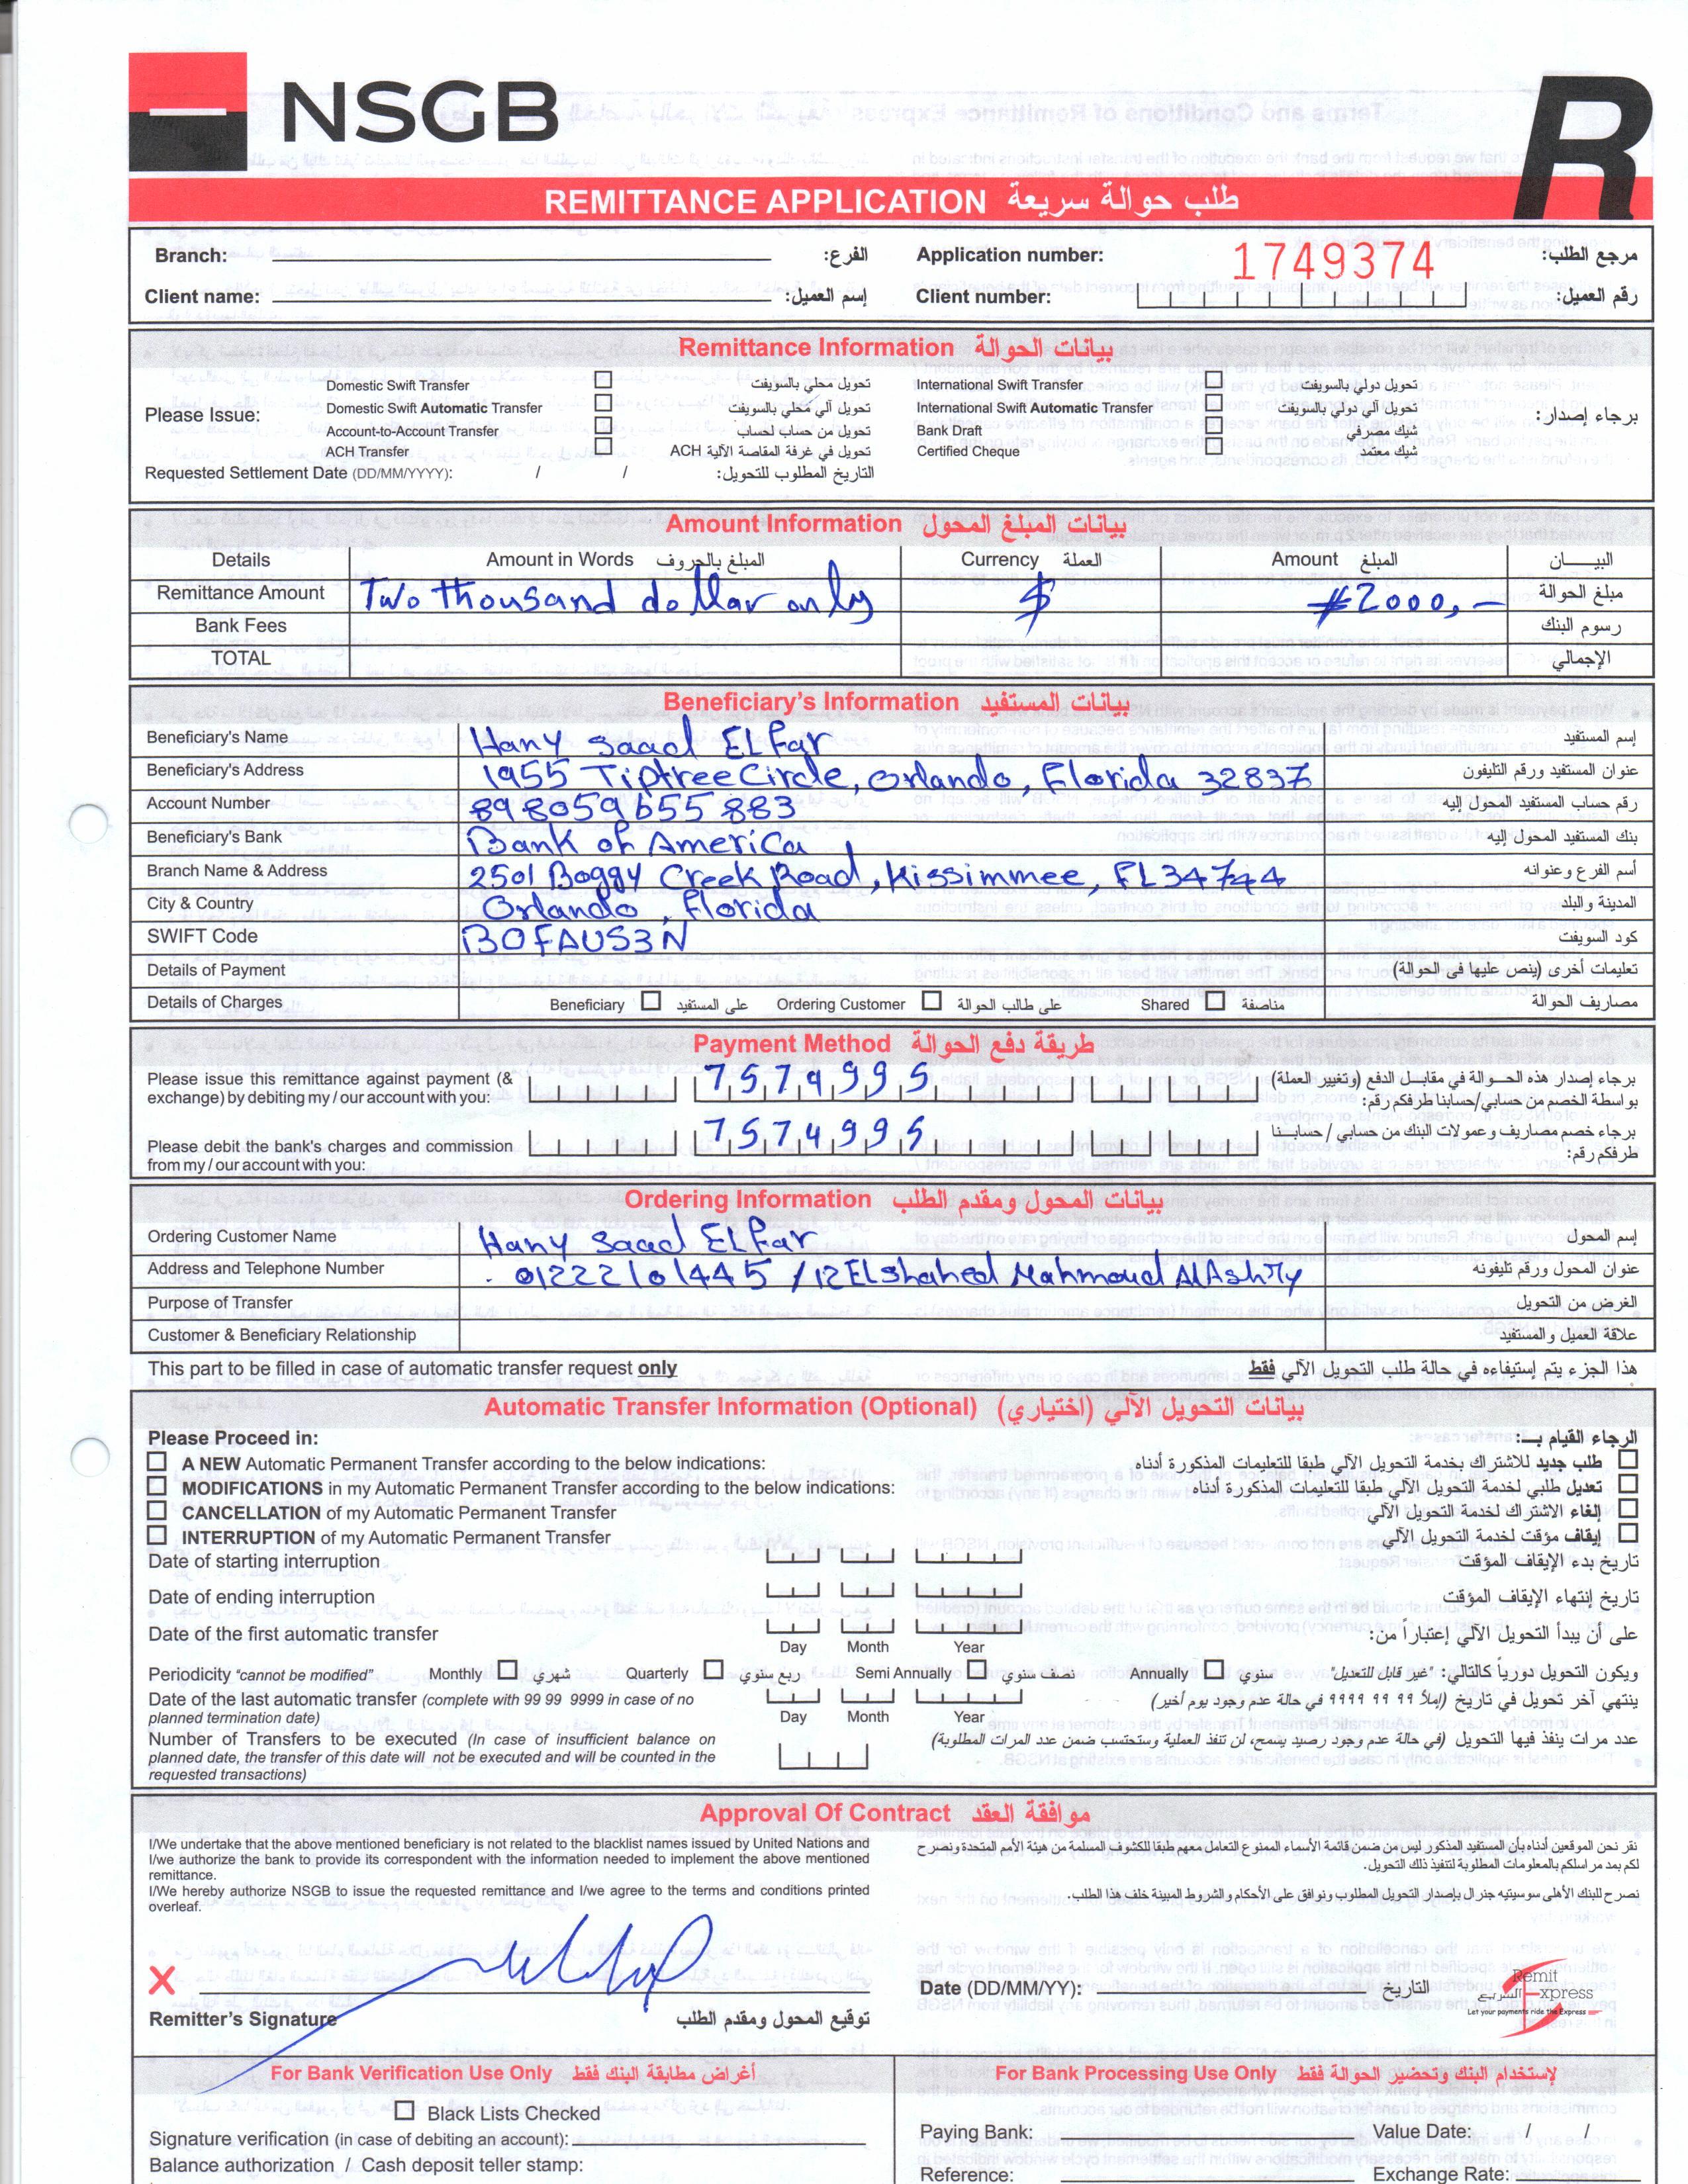 NSGB
R
REMITTANCE APPLICATION طلب حوالة سريعة
Branch: الفرع: Application number: 1749374 مرجع الطلب:
Client name: إسم العميل: Client number: رقم العميل:
Remittance Information بيانات الحوالة
Please Issue: برجاء إصدار:
Domestic Swift Transfer تحويل محلي بالسويفت International Swift Transfer تحويل دولي بالسويفت
Domestic Swift Automatic Transfer تحويل آلي محلي بالسويفت International Swift Automatic Transfer تحويل آلي دولي بالسويفت
Account-Account Transfer تحويل من حساب لحساب Bank Draft شيك مصرفي
ACH Transfer تحويل في غرفة المقاصة الآلية ACH Certified Cheque شيك معتمد
Requested Settlement Date (DD/MM/YYYY): / / التاريخ المطلوب للتحويل:
Amount Information بيانات المبلغ المحول
Details Amount in Words المبلغ بالحروف Currency العملة Amount المبلغ البيـــــان
Remittance Amount Two thousand dollar only $ #2000,- مبلغ الحوالة
Bank Fees رسوم البنك
TOTAL الإجمالي
Beneficiary's Information بيانات المستفيد
Beneficiary's Name Hany Saad ELFar إسم المستفيد
Beneficiary's Address 1955 Tiptree Circle, Orlando, Florida 32837 عنوان المستفيد ورقم التليفون
Account Number 898059655883 رقم حساب المستفيد المحول إليه
Beneficiary's Bank Bank of America بنك المستفيد المحول إليه
Branch Name & Address 2501 Boggy Creek Road, Kissimmee, FL34744 أسم الفرع وعنوانه
City & Country Orlando, Florida المدينة والبلد
SWIFT Code BOFAUS3N كود السويفت
Details of Payment تعليمات أخرى (ينص عليها فى الحوالة)
Details of Charges Beneficiary على المستفيد Ordering Customer على طالب الحوالة Shared مناصفة مصاريف الحوالة
Payment Method طريقة دفع الحوالة
Please issue this remittance against payment (& 7574995 برجاء إصدار هذه الحـوالة في مقابـل الدفع (وتغيير العملة)
exchange) by debiting my / our account with you: بواسطة الخصم من حسابي/حسابنا طرفكم رقم:
Please debit the bank's charges and commission 7574995 برجاء خصم مصاريف وعمولات البنك من حسابي / حسابنا
from my / our account with you: طرفكم رقم:
Ordering Information بيانات المحول ومقدم الطلب
Ordering Customer Name Hany Saad ELFar إسم المحول
Address and Telephone Number 01222101445 / 12 Elshahed Mahmoud AlAshry عنوان المحول ورقم تليفونه
Purpose of Transfer الغرض من التحويل
Customer & Beneficiary Relationship علاقة العميل والمستفيد
This part to be filled in case of automatic transfer request only هذا الجزء يتم إستيفاءه في حالة طلب التحويل الآلي فقط
Automatic Transfer Information (Optional) بيانات التحويل الآلي (اختياري)
Please Proceed in: الرجاء القيام بـ:
A NEW Automatic Permanent Transfer according to the below indications: طلب جديد للاشتراك بخدمة التحويل الآلي طبقا للتعليمات المذكورة أدناه
MODIFICATIONS in my Automatic Permanent Transfer according to the below indications: تعديل طلبي لخدمة التحويل الآلي طبقا للتعليمات المذكورة أدناه
CANCELLATION of my Automatic Permanent Transfer إلغاء الاشتراك لخدمة التحويل الآلي
INTERRUPTION of my Automatic Permanent Transfer إيقاف مؤقت لخدمة التحويل الآلي
Date of starting interruption تاريخ بدء الإيقاف المؤقت
Date of ending interruption تاريخ إنتهاء الإيقاف المؤقت
Date of the first automatic transfer على أن يبدأ التحويل الآلي إعتباراً من:
Day Month Year
Periodicity "cannot be modified" Monthly شهري Quarterly ربع سنوي Semi Annually نصف سنوي Annually سنوي ويكون التحويل دورياً كالتالي: "غير قابل للتعديل"
Date of the last automatic transfer (complete with 99 99 9999 in case of no ينتهي آخر تحويل في تاريخ (إملأ ٩٩ ٩٩ ٩٩٩٩ في حالة عدم وجود يوم أخير)
planned termination date) Day Month Year
Number of Transfers to be executed (In case of insufficient balance on عدد مرات ينفذ فيها التحويل (في حالة عدم وجود رصيد يسمح، لن تنفذ العملية وستحتسب ضمن عدد المرات المطلوبة)
planned date, the transfer of this date will not be executed and will be counted in the
requested transactions)
Approval Of Contract موافقة العقد
I/We undertake that the above mentioned beneficiary is not related to the blacklist names issued by United Nations and نقر نحن الموقعين أدناه بأن المستفيد المذكور ليس من ضمن قائمة الأسماء الممنوع التعامل معهم طبقا للكشوف المسلمة من هيئة الأمم المتحدة ونصرح
I/we authorize the bank to provide its correspondent with the information needed to implement the above mentioned لكم بمد مراسلكم بالمعلومات المطلوبة لتنفيذ ذلك التحويل.
remittance.
I/We hereby authorize NSGB to issue the requested remittance and I/we agree to the terms and conditions printed نصرح للبنك الأهلى سوسيتيه جنرال بإصدار التحويل المطلوب ونوافق على الأحكام والشروط المبينة خلف هذا الطلب.
overleaf.
X Date (DD/MM/YY): التاريخ
Remit Express السريع
Let your payments ride the Express
Remitter's Signature توقيع المحول ومقدم الطلب
For Bank Verification Use Only أغراض مطابقة البنك فقط For Bank Processing Use Only لإستخدام البنك وتحضير الحوالة فقط
Black Lists Checked
Signature verification (in case of debiting an account): Paying Bank: Value Date: / /
Balance authorization / Cash deposit teller stamp: Reference: Exchange Rate: